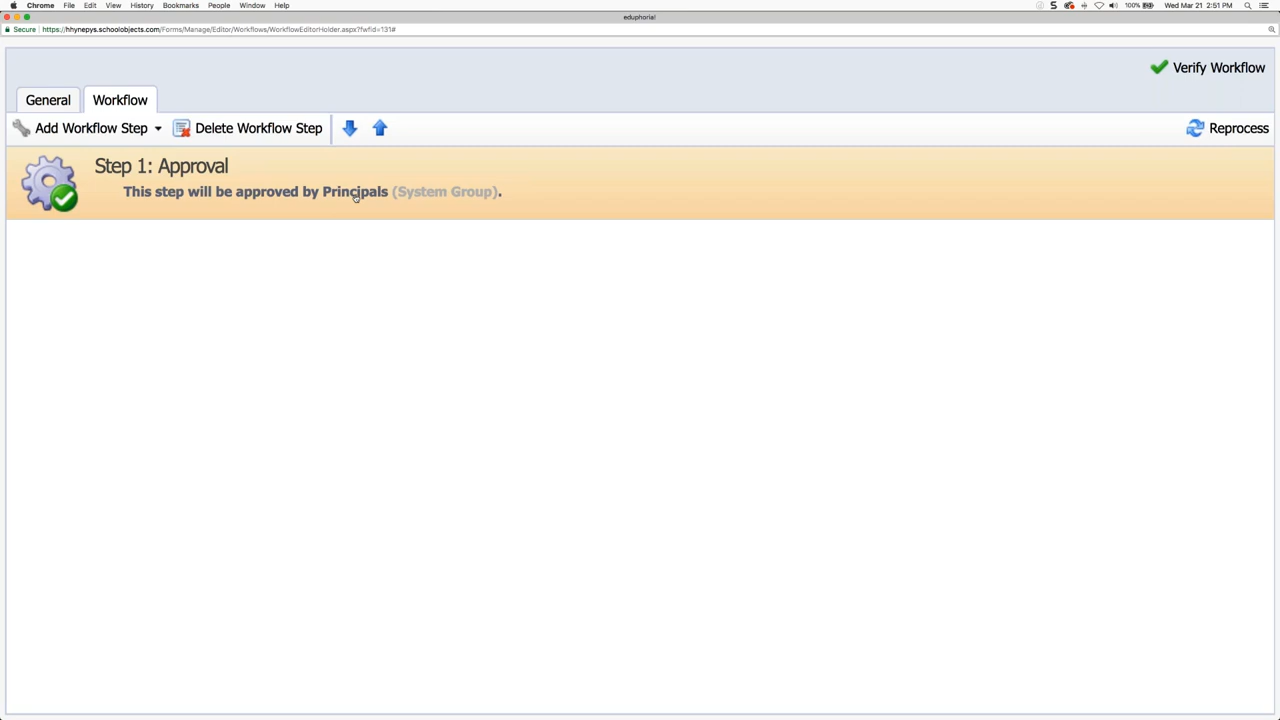 Chrome File Edit View History Bookmarks People Window Help 100% Wed Mar 21 2:51 PM
eduphoria!
Secure https://hhynepys.schoolobjects.com/Forms/Manage/Editor/Workflows/WorkflowEditorHolder.aspx?fwfid=131#
Verify Workflow
General Workflow
Add Workflow Step Delete Workflow Step Reprocess
Step 1: Approval
This step will be approved by Principals (System Group).